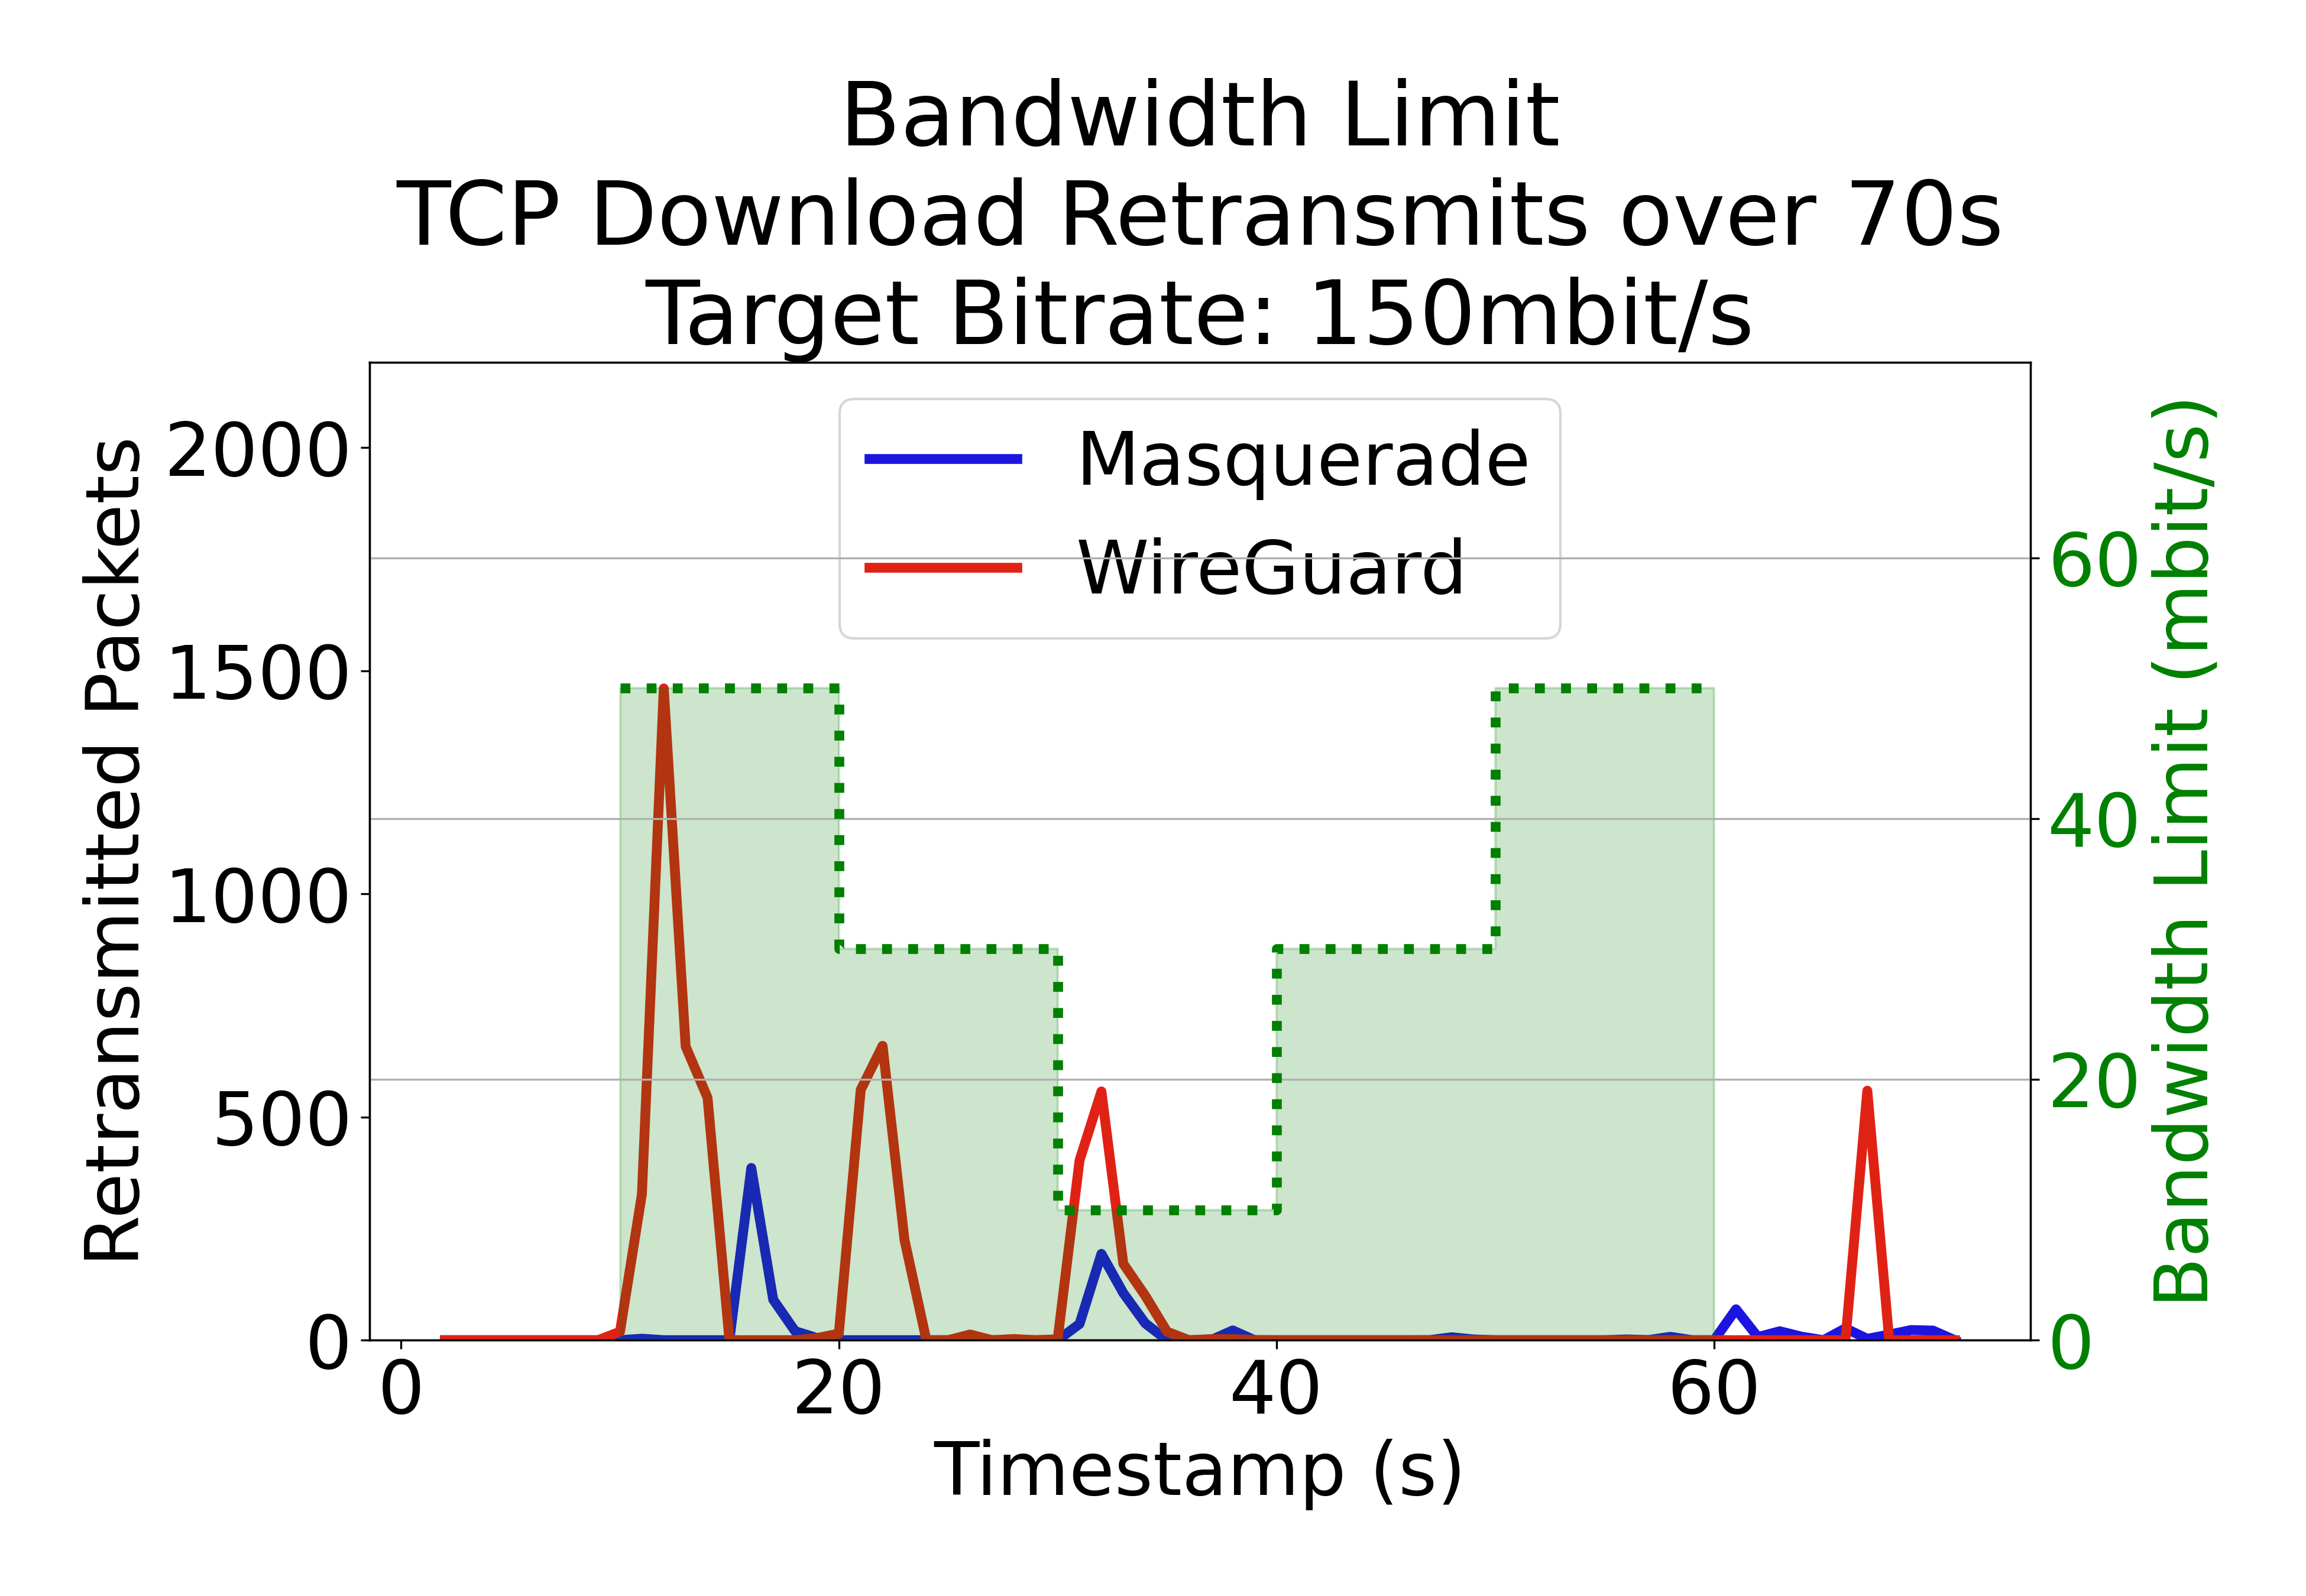 Bandwidth Limit
TCP Download Retransmits over 70s
Target Bitrate: 150mbit/s
Masquerade
WireGuard
Retransmitted Packets
2000
1500
1000
500
0
Bandwidth Limit (mbit/s)
60
40
20
0
0 20 40 60
Timestamp (s)